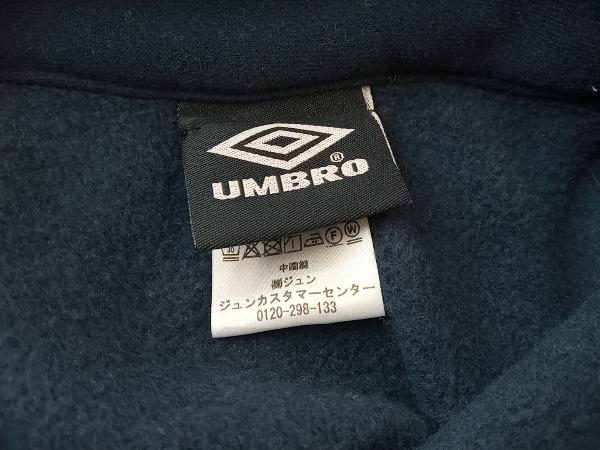 UMBRO®
中国製
㈱ジュン
ジュンカスタマーセンター
0120-298-133